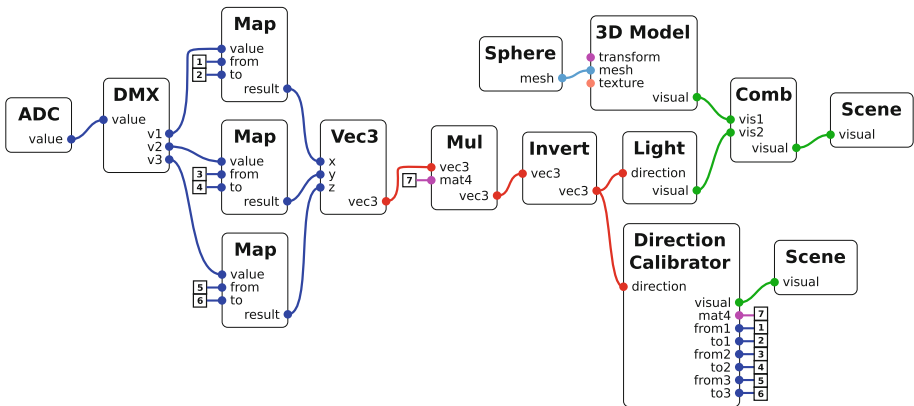 ADC
value
DMX
value
v1
v2
v3
Map
value
1 from
2 to
result
Map
value
3 from
4 to
result
Map
value
5 from
6 to
result
Vec3
x
y
z
vec3
Mul
vec3
7 mat4
vec3
Invert
vec3
vec3
Sphere
mesh
3D Model
transform
mesh
texture
visual
Light
direction
visual
Comb
vis1
vis2
visual
Scene
visual
Direction
Calibrator
direction
visual
mat4 7
from1 1
to1 2
from2 3
to2 4
from3 5
to3 6
Scene
visual